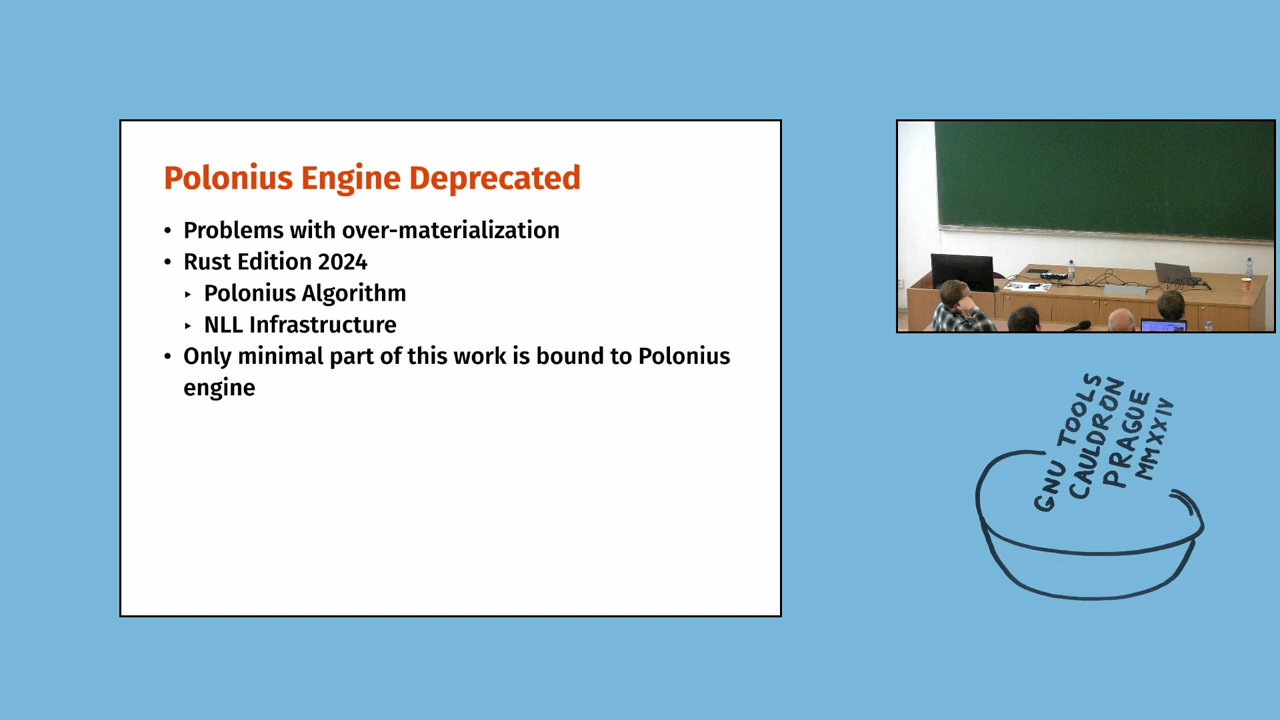 Polonius Engine Deprecated
• Problems with over-materialization
• Rust Edition 2024
‣ Polonius Algorithm
‣ NLL Infrastructure
• Only minimal part of this work is bound to Polonius
engine
GNU TOOLS
CAULDRON
PRAGUE
MMXXIV